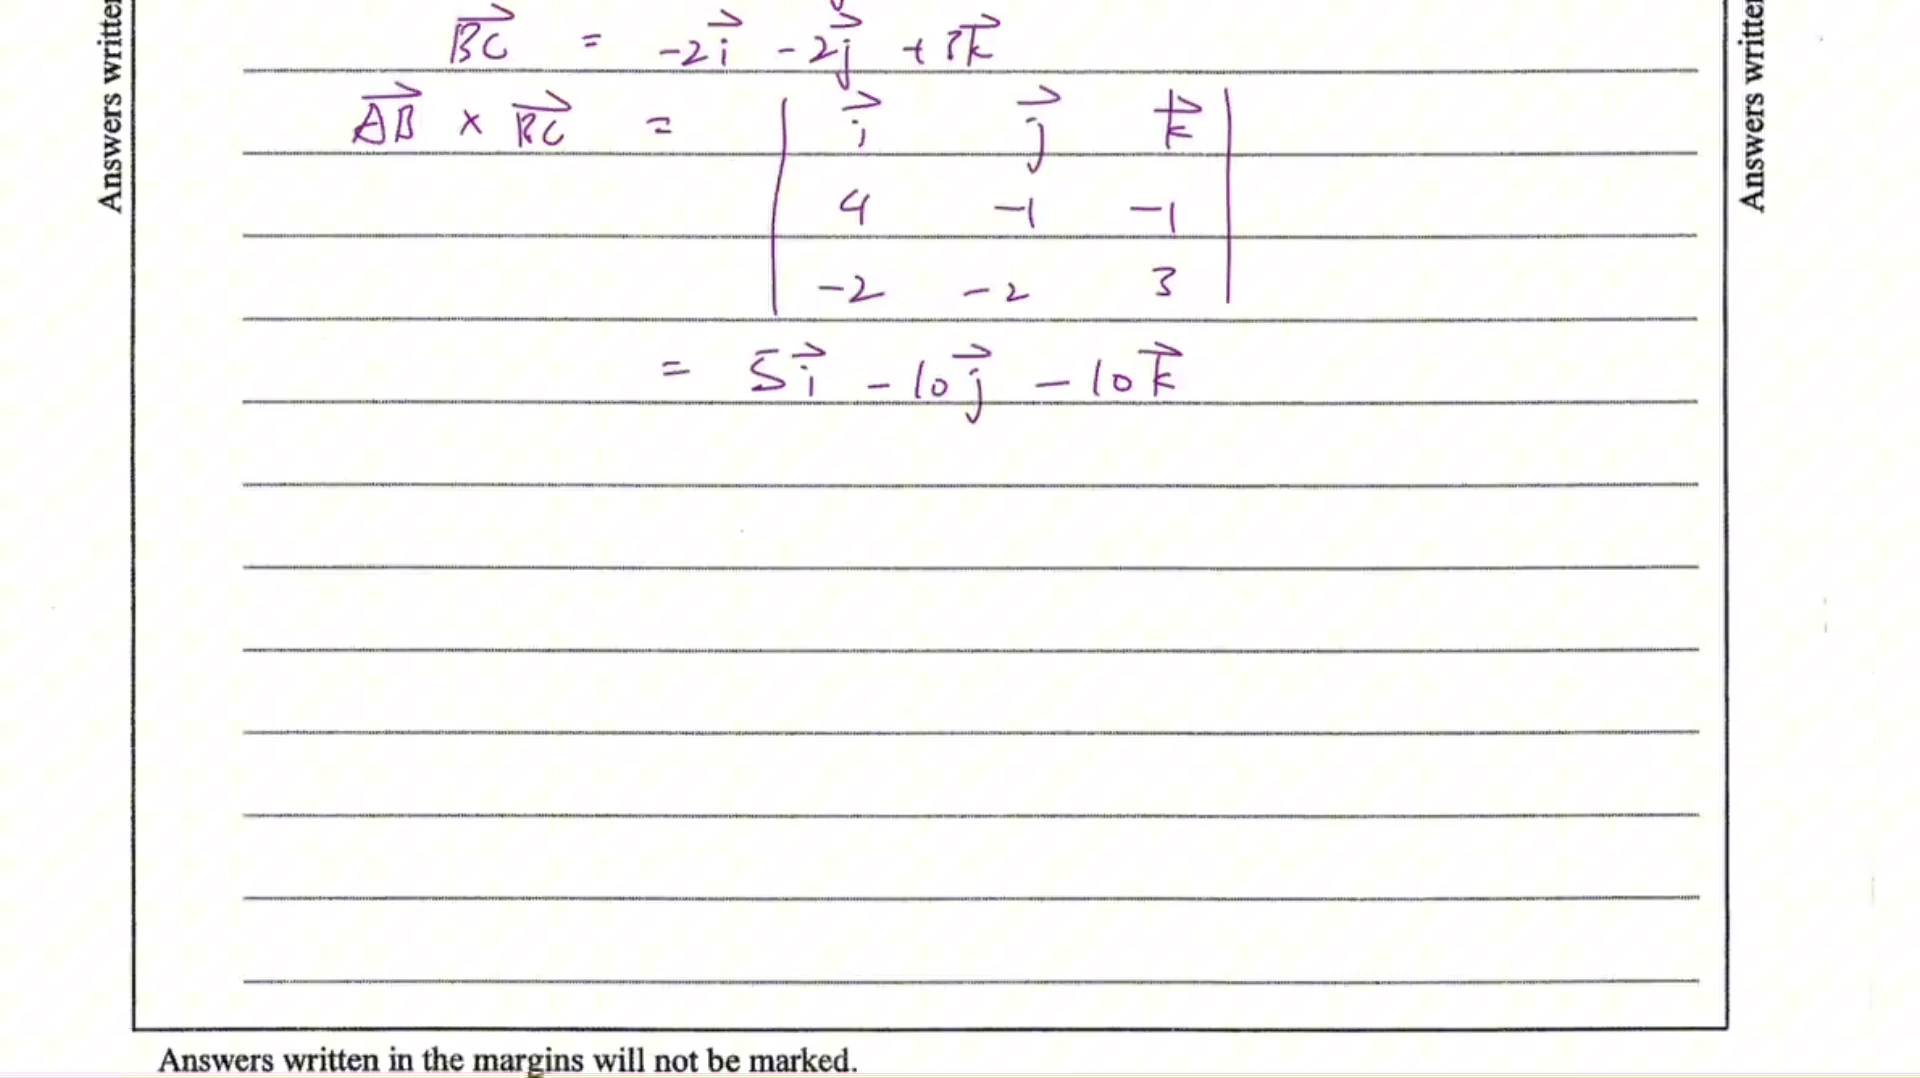 Answers written
BC⃗ = -2i⃗ - 2j⃗ + 3k⃗
AB⃗ × BC⃗ = | i⃗ j⃗ k⃗ |
4 -1 -1
-2 -2 3
= 5i⃗ - 10j⃗ - 10k⃗
Answers written
Answers written in the margins will not be marked.